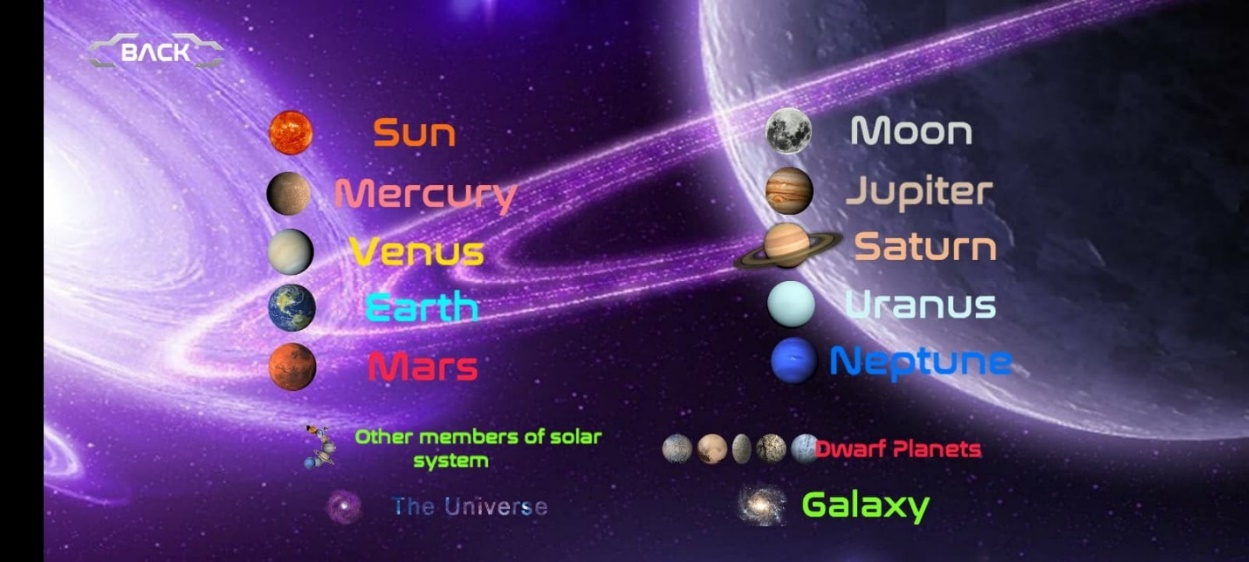 BACK
Sun
Moon
Mercury
Jupiter
Venus
Saturn
Earth
Uranus
Mars
Neptune
Other members of solar
system
Dwarf Planets
The Universe
Galaxy